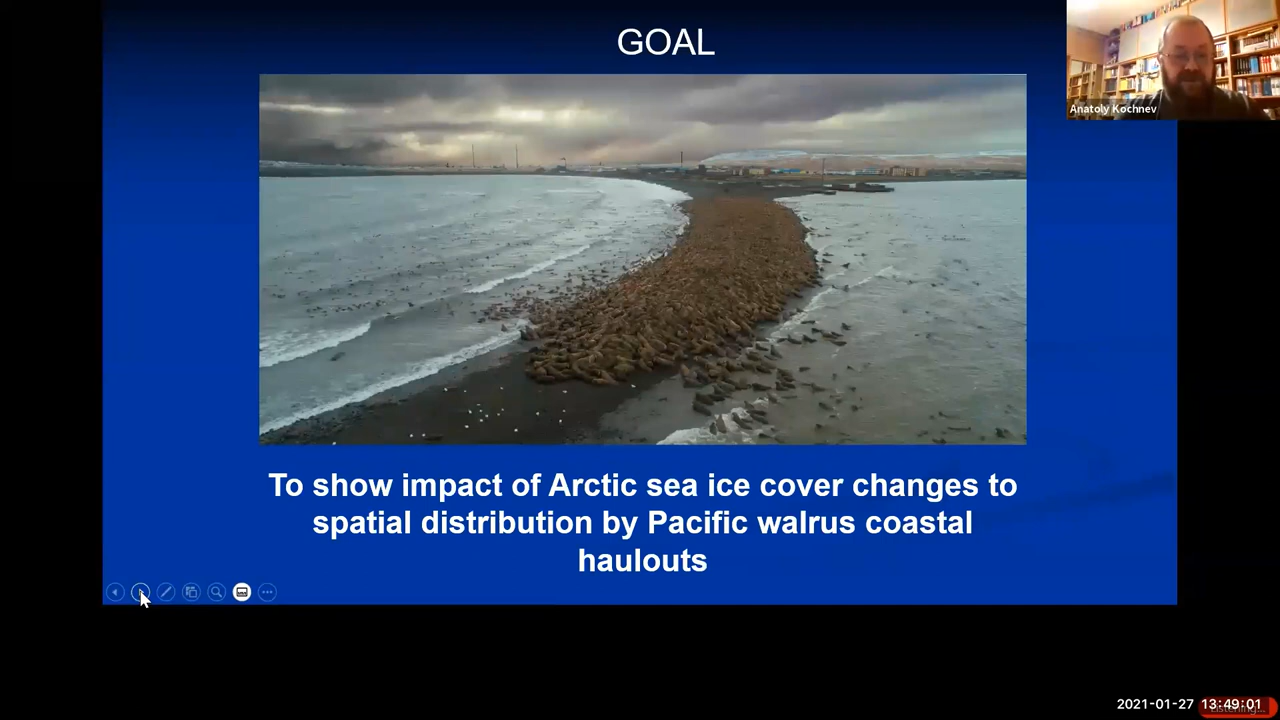 GOAL
Anatoly Kochnev
To show impact of Arctic sea ice cover changes to
spatial distribution by Pacific walrus coastal
haulouts
2021-01-27 13:49:01